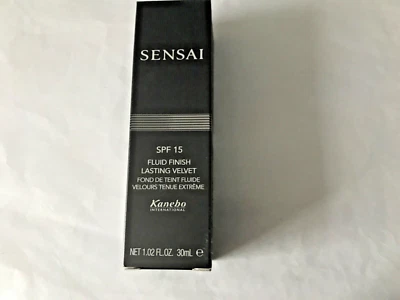 SENSAI
SPF 15
FLUID FINISH
LASTING VELVET
FOND DE TEINT FLUIDE
VELOURS TENUE EXTRÊME
Kanebo
INTERNATIONAL
NET 1.02 FL.OZ. 30mL ℮